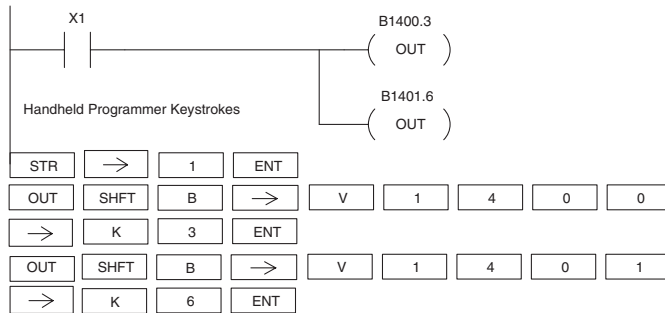 X1
B1400.3
OUT
B1401.6
OUT
Handheld Programmer Keystrokes
STR → 1 ENT
OUT SHFT B → V 1 4 0 0
→ K 3 ENT
OUT SHFT B → V 1 4 0 1
→ K 6 ENT